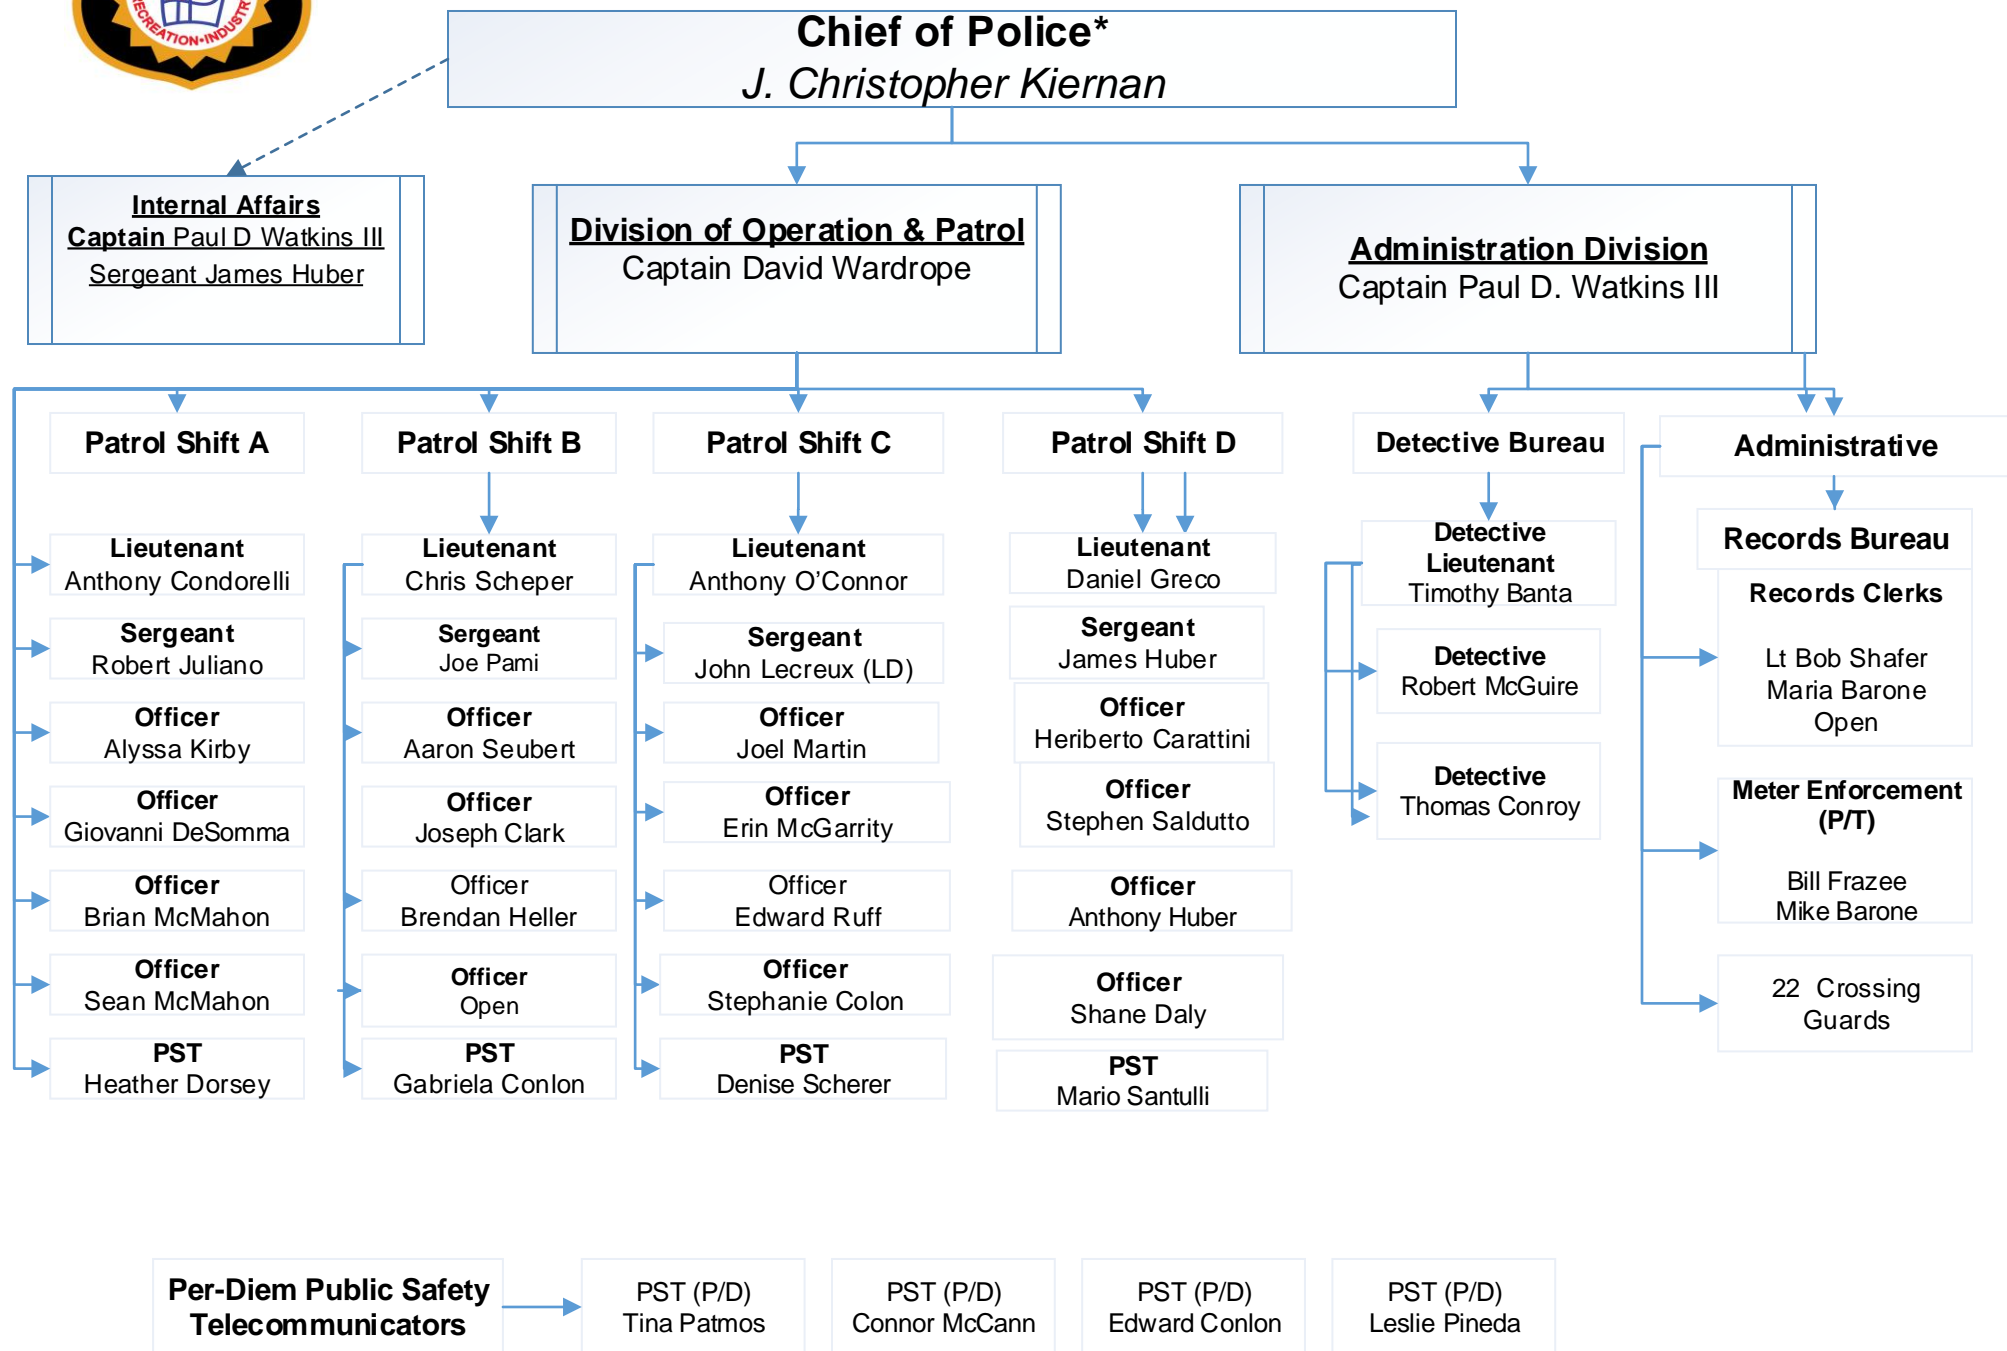 RECREATION•INDUSTR
Chief of Police*
J. Christopher Kiernan
Internal Affairs
Captain Paul D Watkins III
Sergeant James Huber
Division of Operation & Patrol
Captain David Wardrope
Administration Division
Captain Paul D. Watkins III
Patrol Shift A
Lieutenant
Anthony Condorelli
Sergeant
Robert Juliano
Officer
Alyssa Kirby
Officer
Giovanni DeSomma
Officer
Brian McMahon
Officer
Sean McMahon
PST
Heather Dorsey
Patrol Shift B
Lieutenant
Chris Scheper
Sergeant
Joe Pami
Officer
Aaron Seubert
Officer
Joseph Clark
Officer
Brendan Heller
Officer
Open
PST
Gabriela Conlon
Patrol Shift C
Lieutenant
Anthony O’Connor
Sergeant
John Lecreux (LD)
Officer
Joel Martin
Officer
Erin McGarrity
Officer
Edward Ruff
Officer
Stephanie Colon
PST
Denise Scherer
Patrol Shift D
Lieutenant
Daniel Greco
Sergeant
James Huber
Officer
Heriberto Carattini
Officer
Stephen Saldutto
Officer
Anthony Huber
Officer
Shane Daly
PST
Mario Santulli
Detective Bureau
Detective
Lieutenant
Timothy Banta
Detective
Robert McGuire
Detective
Thomas Conroy
Administrative
Records Bureau
Records Clerks
Lt Bob Shafer
Maria Barone
Open
Meter Enforcement
(P/T)
Bill Frazee
Mike Barone
22 Crossing
Guards
Per-Diem Public Safety
Telecommunicators
PST (P/D)
Tina Patmos
PST (P/D)
Connor McCann
PST (P/D)
Edward Conlon
PST (P/D)
Leslie Pineda